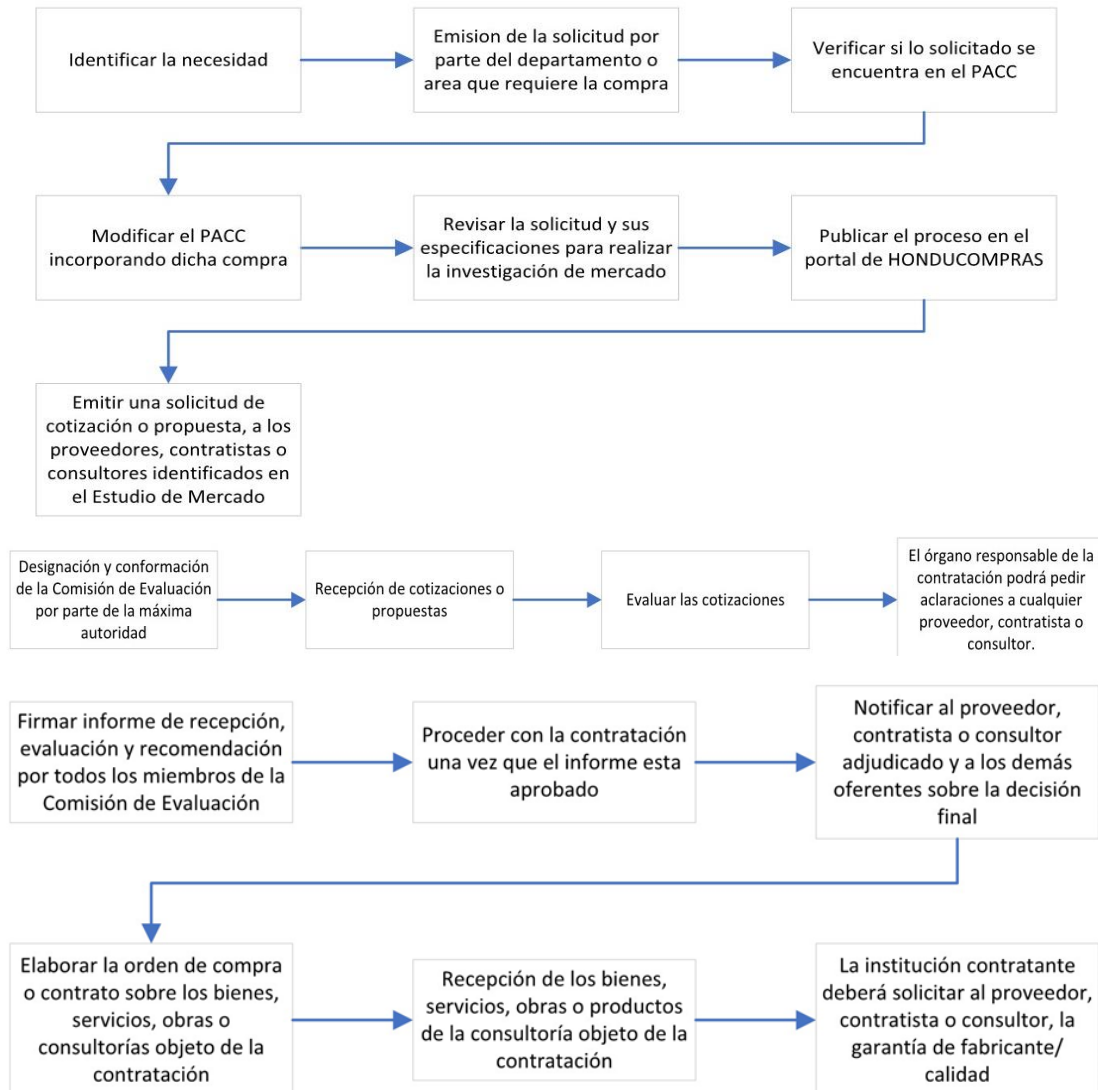 Identificar la necesidad
Emision de la solicitud por
parte del departamento o
area que requiere la compra
Verificar si lo solicitado se
encuentra en el PACC
Modificar el PACC
incorporando dicha compra
Revisar la solicitud y sus
especificaciones para realizar
la investigación de mercado
Publicar el proceso en el
portal de HONDUCOMPRAS
Emitir una solicitud de
cotización o propuesta, a los
proveedores, contratistas o
consultores identificados en
el Estudio de Mercado
Designación y conformación
de la Comisión de Evaluación
por parte de la máxima
autoridad
Recepción de cotizaciones o
propuestas
Evaluar las cotizaciones
El órgano responsable de la
contratación podrá pedir
aclaraciones a cualquier
proveedor, contratista o
consultor.
Firmar informe de recepción,
evaluación y recomendación
por todos los miembros de la
Comisión de Evaluación
Proceder con la contratación
una vez que el informe esta
aprobado
Notificar al proveedor,
contratista o consultor
adjudicado y a los demás
oferentes sobre la decisión
final
Elaborar la orden de compra
o contrato sobre los bienes,
servicios, obras o
consultorías objeto de la
contratación
Recepción de los bienes,
servicios, obras o productos
de la consultoría objeto de la
contratación
La institución contratante
deberá solicitar al proveedor,
contratista o consultor, la
garantía de fabricante/
calidad